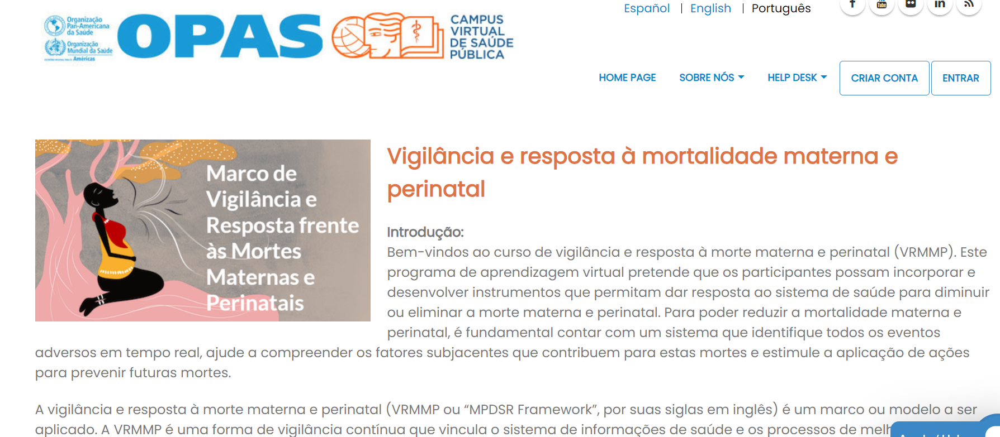 Español | English | Português
Organização
Pan-Americana
da Saúde
Organização
Mundial da Saúde
Américas
OPAS
CAMPUS
VIRTUAL
DE SAÚDE
PÚBLICA
HOME PAGE SOBRE NÓS HELP DESK CRIAR CONTA ENTRAR
Marco de
Vigilância e
Resposta frente
às Mortes
Maternas e
Perinatais
Vigilância e resposta à mortalidade materna e
perinatal
Introdução:
Bem-vindos ao curso de vigilância e resposta à morte materna e perinatal (VRMMP). Este
programa de aprendizagem virtual pretende que os participantes possam incorporar e
desenvolver instrumentos que permitam dar resposta ao sistema de saúde para diminuir
ou eliminar a morte materna e perinatal. Para poder reduzir a mortalidade materna e
perinatal, é fundamental contar com um sistema que identifique todos os eventos
adversos em tempo real, ajude a compreender os fatores subjacentes que contribuem para estas mortes e estimule a aplicação de ações
para prevenir futuras mortes.
A vigilância e resposta à morte materna e perinatal (VRMMP ou “MPDSR Framework”, por suas siglas em inglês) é um marco ou modelo a ser
aplicado. A VRMMP é uma forma de vigilância contínua que vincula o sistema de informações de saúde e os processos de